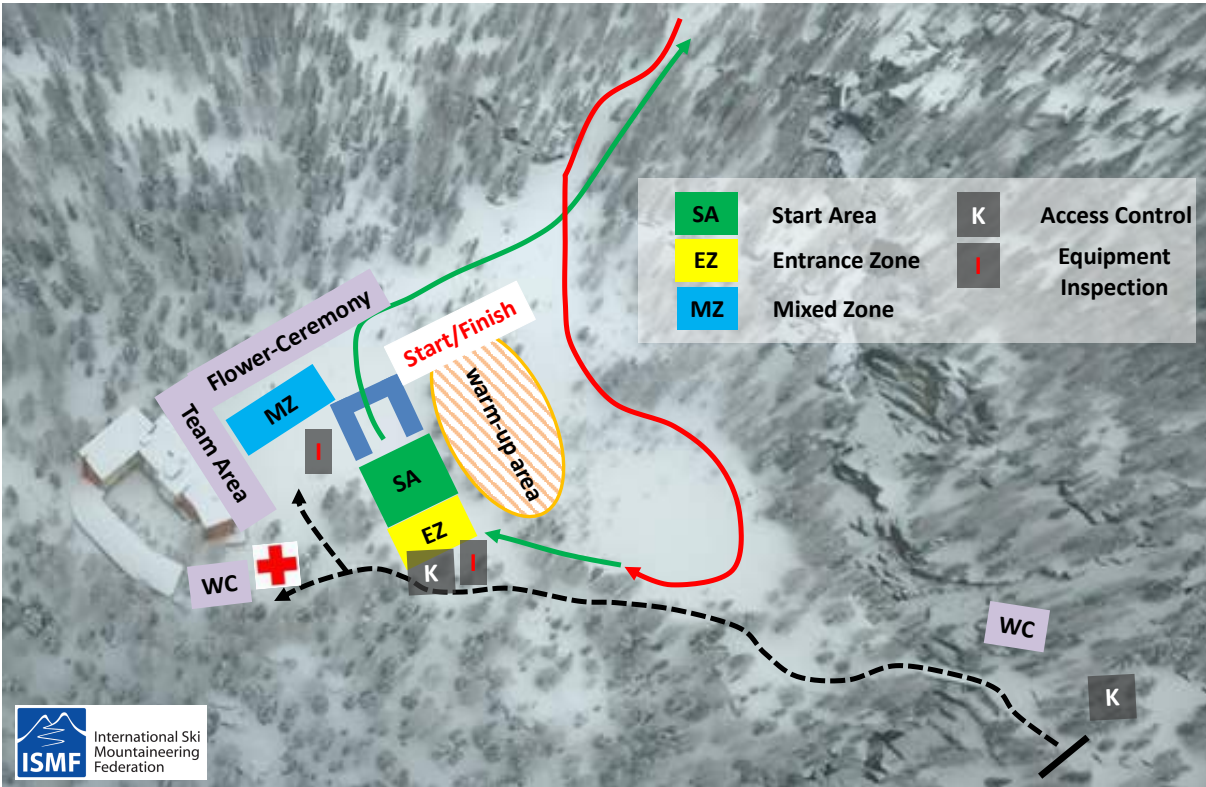 SA Start Area
K Access Control
EZ Entrance Zone
I Equipment
Inspection
MZ Mixed Zone
Flower-Ceremony
Start/Finish
MZ
Team Area
warm-up area
I
SA
EZ
K
I
WC
WC
K
ISMF
International Ski
Mountaineering
Federation